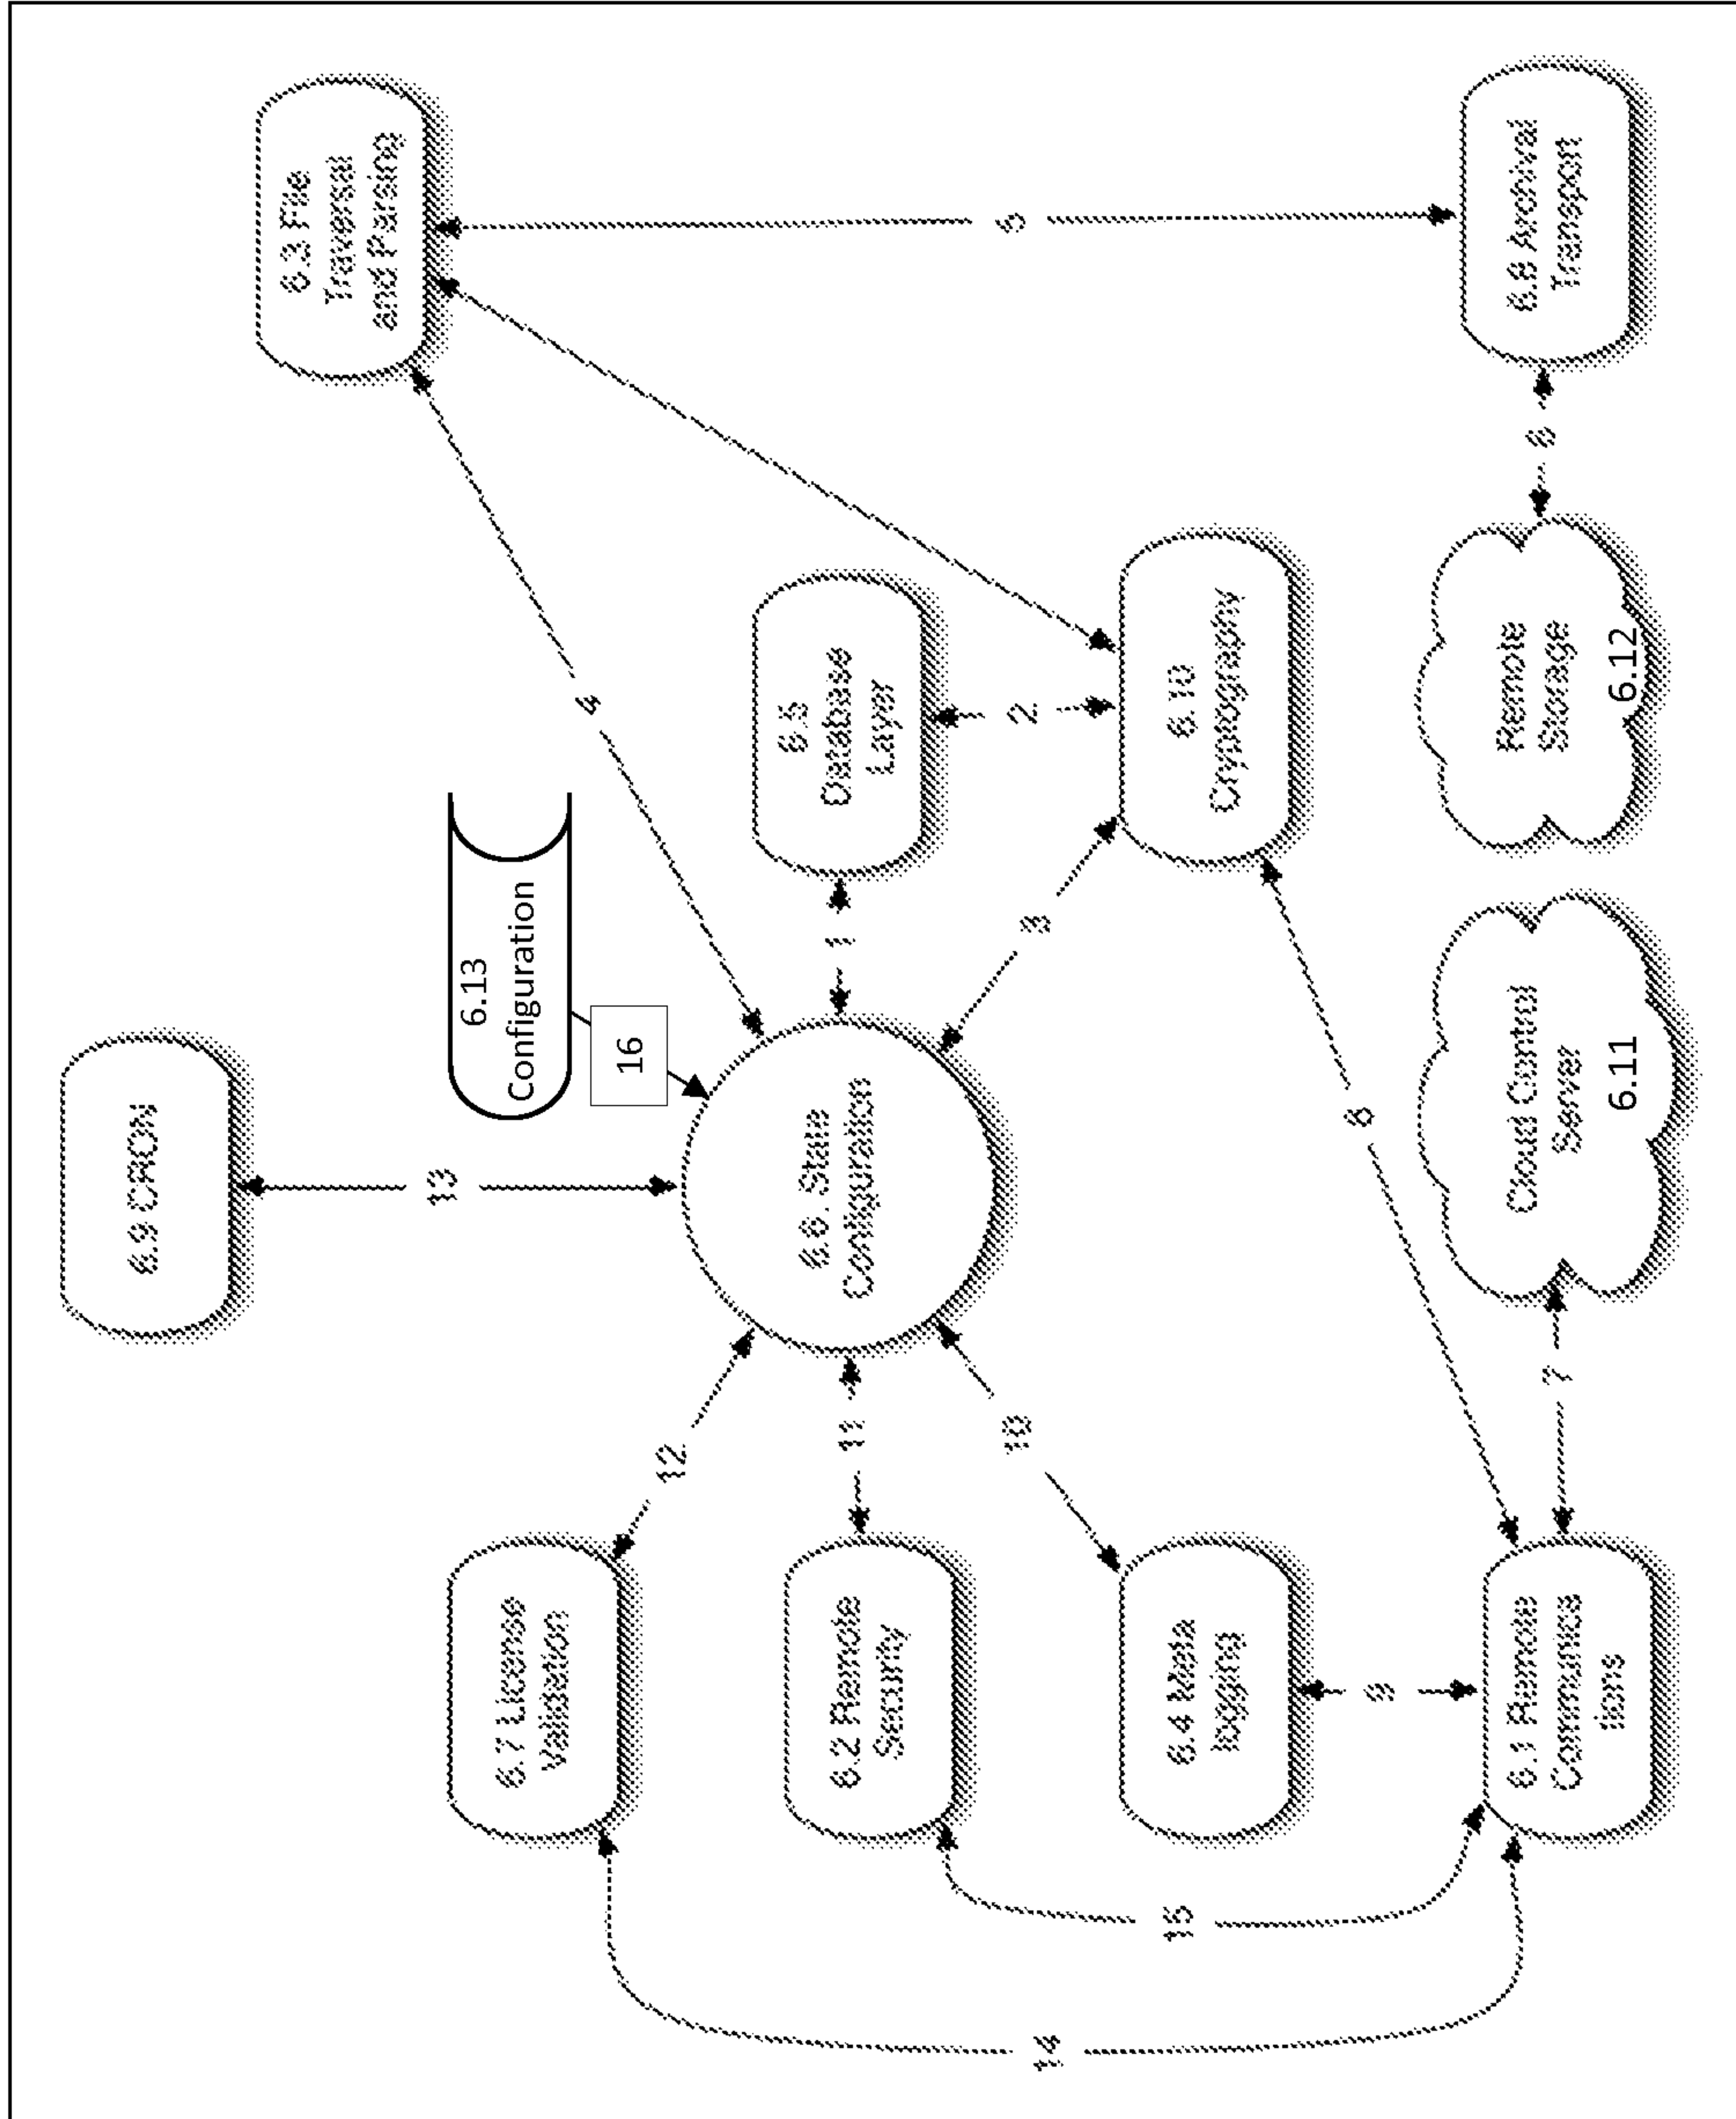 6.9 CRON
13
6.7 License
Validation
12
6.13
Configuration
16
4
6.3 File
Traversal
and Parsing
14
6.2 Remote
Security
11
6.6. State
Configuration
1
6.5
Database
Layer
15
10
3
2
5
6.4 Meta
logging
6.10
Cryptography
9
8
6.1 Remote
Communica
tions
7
Cloud Control
Server
6.11
Remote
Storage
6.12
6
6.8 Archival
Transport